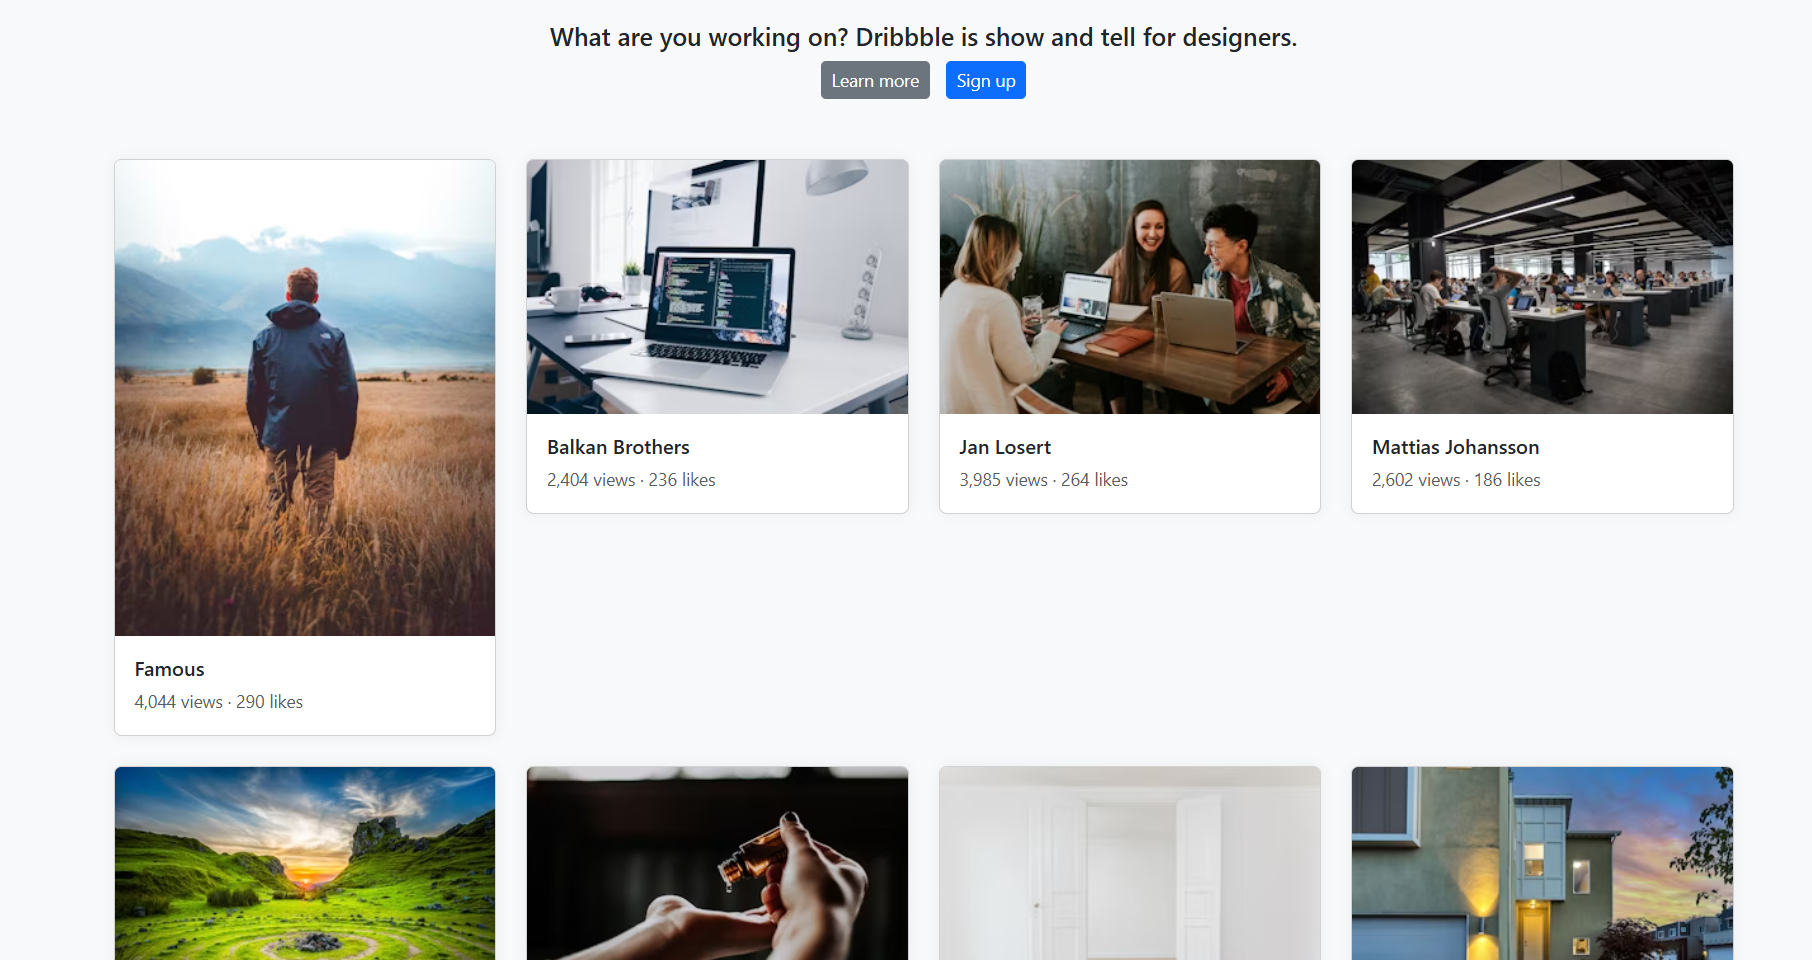 What are you working on? Dribbble is show and tell for designers.
Learn more Sign up
Balkan Brothers
2,404 views · 236 likes
Jan Losert
3,985 views · 264 likes
Mattias Johansson
2,602 views · 186 likes
Famous
4,044 views · 290 likes